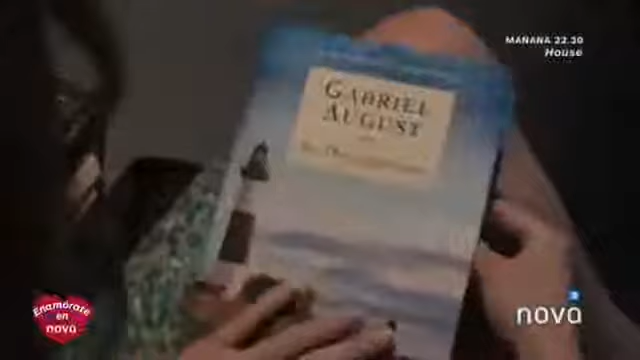 MAÑANA 22.30
House
GABRIEL
AUGUST
Enamórate
en
nova
nova